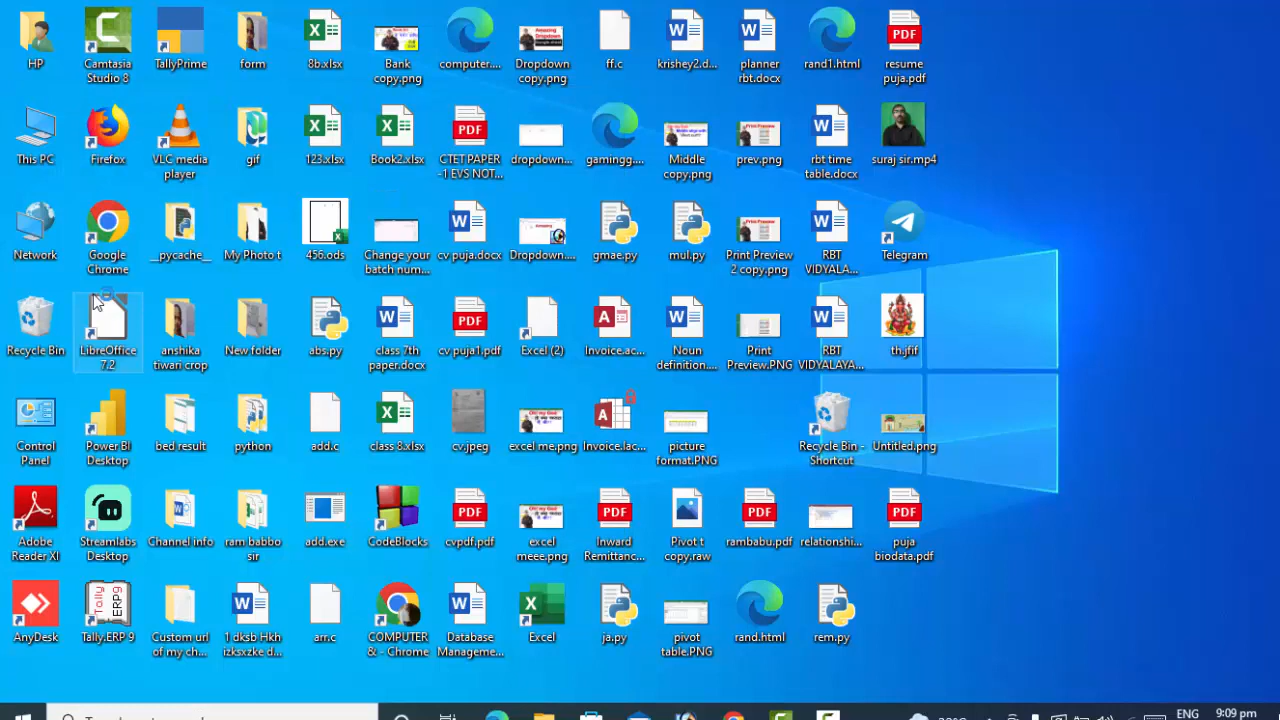 HP
Camtasia
Studio 8
TallyPrime
form
8b.xlsx
Bank
copy.png
computer....
Dropdown
copy.png
ff.c
krishey2.d...
planner
rbt.docx
rand1.html
resume
puja.pdf
This PC
Firefox
VLC media
player
gif
123.xlsx
Book2.xlsx
CTET PAPER
-1 EVS NOT...
dropdown...
gamingg....
Middle
copy.png
prev.png
rbt time
table.docx
suraj sir.mp4
Network
Google
Chrome
__pycache__
My Photo t
456.ods
Change your
batch num...
cv puja.docx
Dropdown....
gmae.py
mul.py
Print Preview
2 copy.png
RBT
VIDYALA...
Telegram
Recycle Bin
LibreOffice
7.2
anshika
tiwari crop
New folder
abs.py
class 7th
paper.docx
cv puja1.pdf
Excel (2)
Invoice.ac...
Noun
definition....
Print
Preview.PNG
RBT
VIDYALAYA...
th.jfif
Control
Panel
Power BI
Desktop
bed result
python
add.c
class 8.xlsx
cv.jpeg
excel me.png
Invoice.lac...
picture
format.PNG
Recycle Bin -
Shortcut
Untitled.png
Adobe
Reader XI
Streamlabs
Desktop
Channel info
ram babbo
sir
add.exe
CodeBlocks
cvpdf.pdf
excel
meee.png
Inward
Remittanc...
Pivot t
copy.raw
rambabu.pdf
relationshi...
puja
biodata.pdf
AnyDesk
Tally.ERP 9
Custom url
of my ch...
1 dksb Hkh
izksxzke d...
arr.c
COMPUTER
& - Chrome
Database
Manageme...
Excel
ja.py
pivot
table.PNG
rand.html
rem.py
ENG
9:09 pm